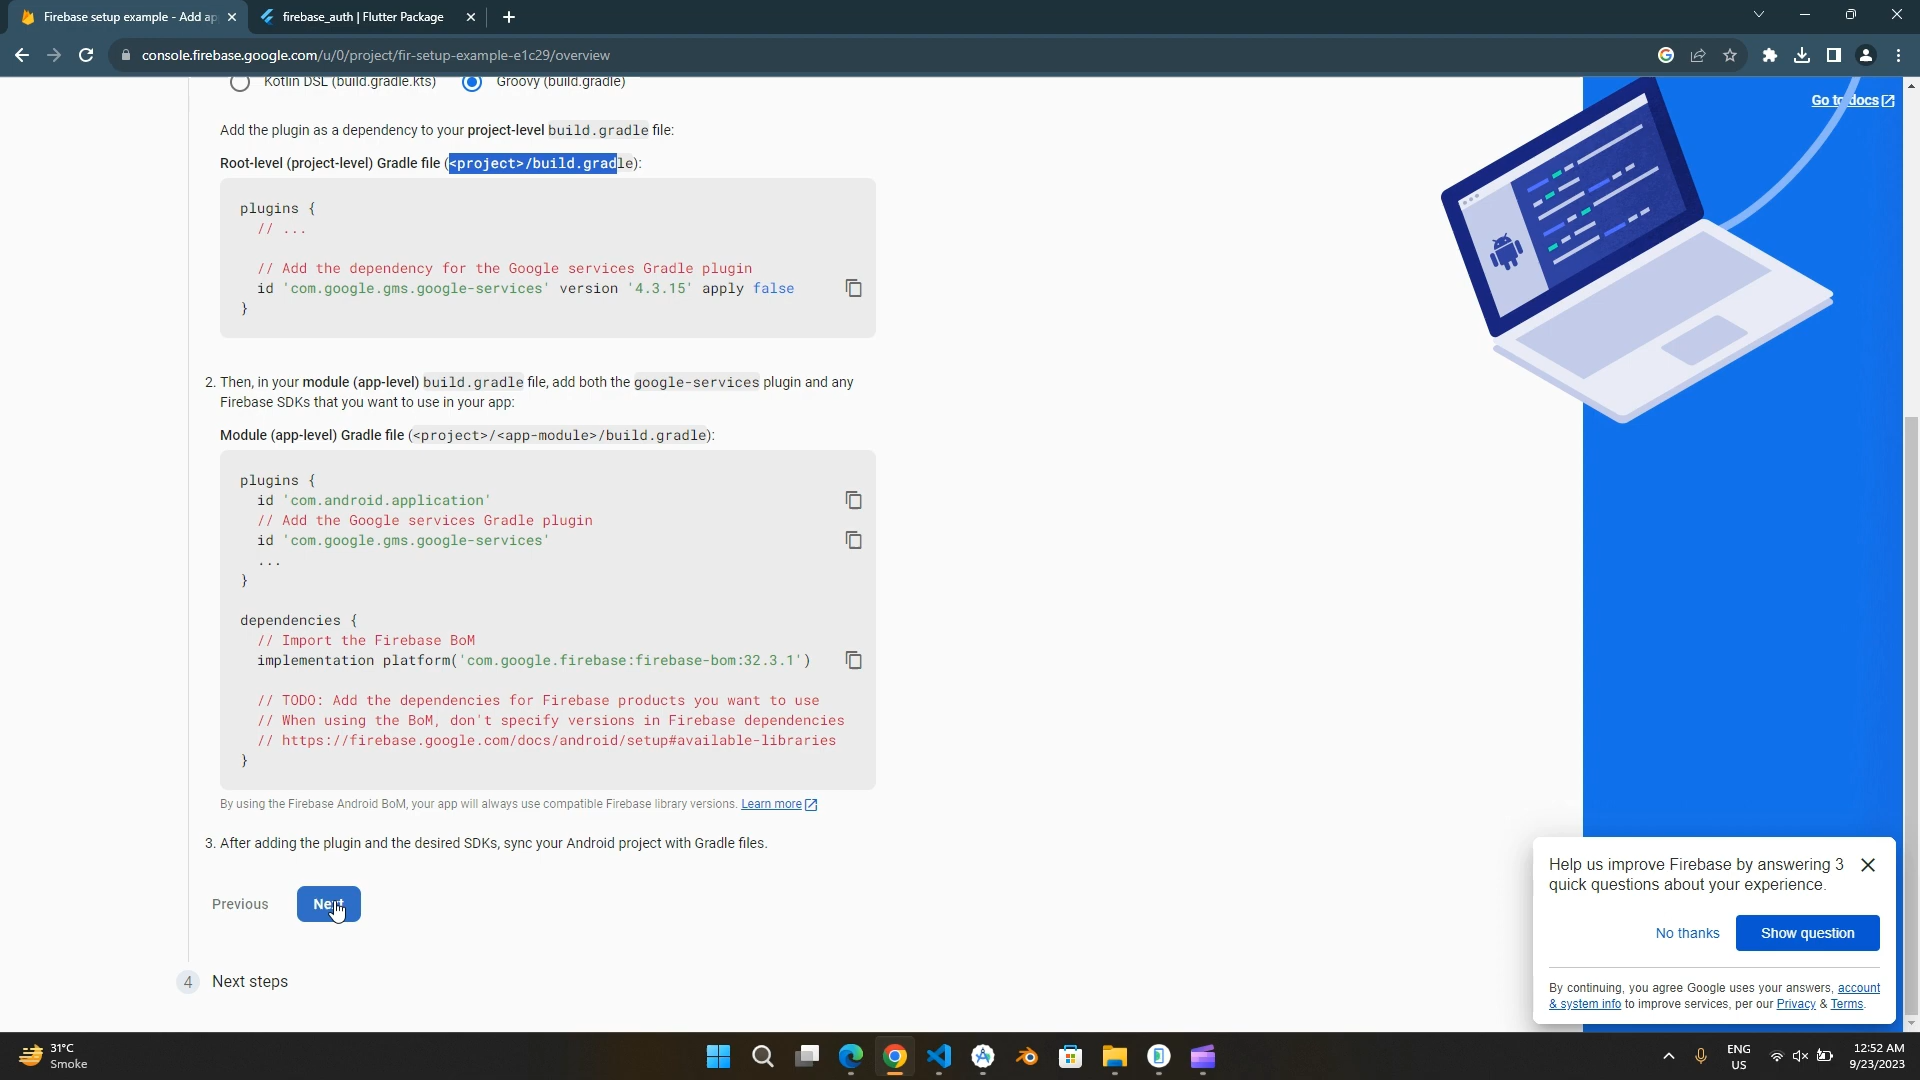 Firebase setup example - Add ap
firebase_auth | Flutter Package
console.firebase.google.com/u/0/project/fir-setup-example-e1c29/overview
Kotlin DSL (build.gradle.kts)
Groovy (build.gradle)
Go to docs
Add the plugin as a dependency to your project-level build.gradle file:
Root-level (project-level) Gradle file (<project>/build.gradle):
plugins {
// ...
// Add the dependency for the Google services Gradle plugin
id 'com.google.gms.google-services' version '4.3.15' apply false
}
2. Then, in your module (app-level) build.gradle file, add both the google-services plugin and any
Firebase SDKs that you want to use in your app:
Module (app-level) Gradle file (<project>/<app-module>/build.gradle):
plugins {
id 'com.android.application'
// Add the Google services Gradle plugin
id 'com.google.gms.google-services'
...
}
dependencies {
// Import the Firebase BoM
implementation platform('com.google.firebase:firebase-bom:32.3.1')
// TODO: Add the dependencies for Firebase products you want to use
// When using the BoM, don't specify versions in Firebase dependencies
// https://firebase.google.com/docs/android/setup#available-libraries
}
By using the Firebase Android BoM, your app will always use compatible Firebase library versions. Learn more
3. After adding the plugin and the desired SDKs, sync your Android project with Gradle files.
Previous
Next
4 Next steps
Help us improve Firebase by answering 3
quick questions about your experience.
No thanks
Show question
By continuing, you agree Google uses your answers, account
& system info to improve services, per our Privacy & Terms.
31°C
Smoke
ENG
US
12:52 AM
9/23/2023